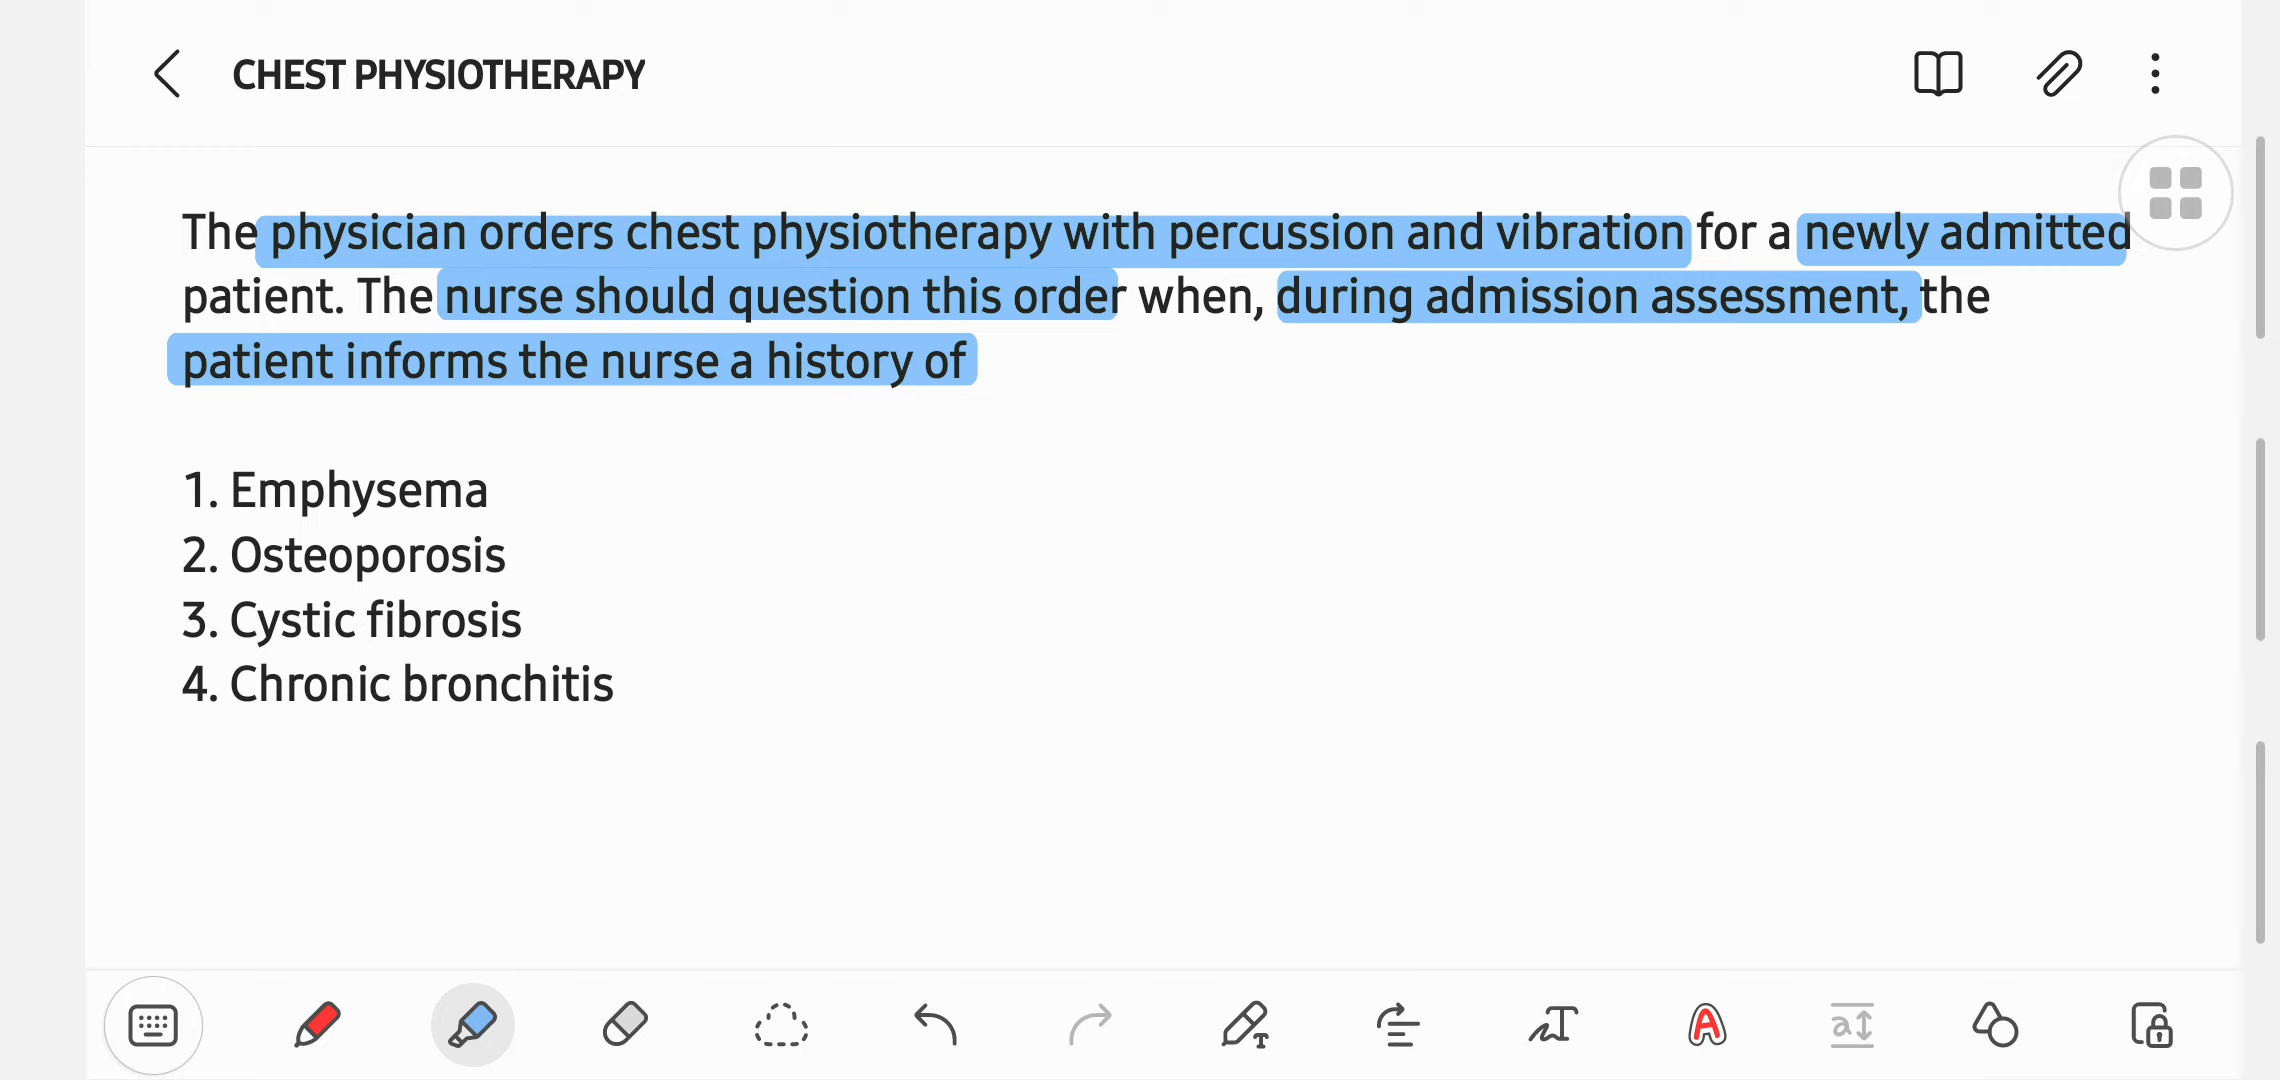 CHEST PHYSIOTHERAPY
The physician orders chest physiotherapy with percussion and vibration for a newly admitted
patient. The nurse should question this order when, during admission assessment, the
patient informs the nurse a history of
1. Emphysema
2. Osteoporosis
3. Cystic fibrosis
4. Chronic bronchitis